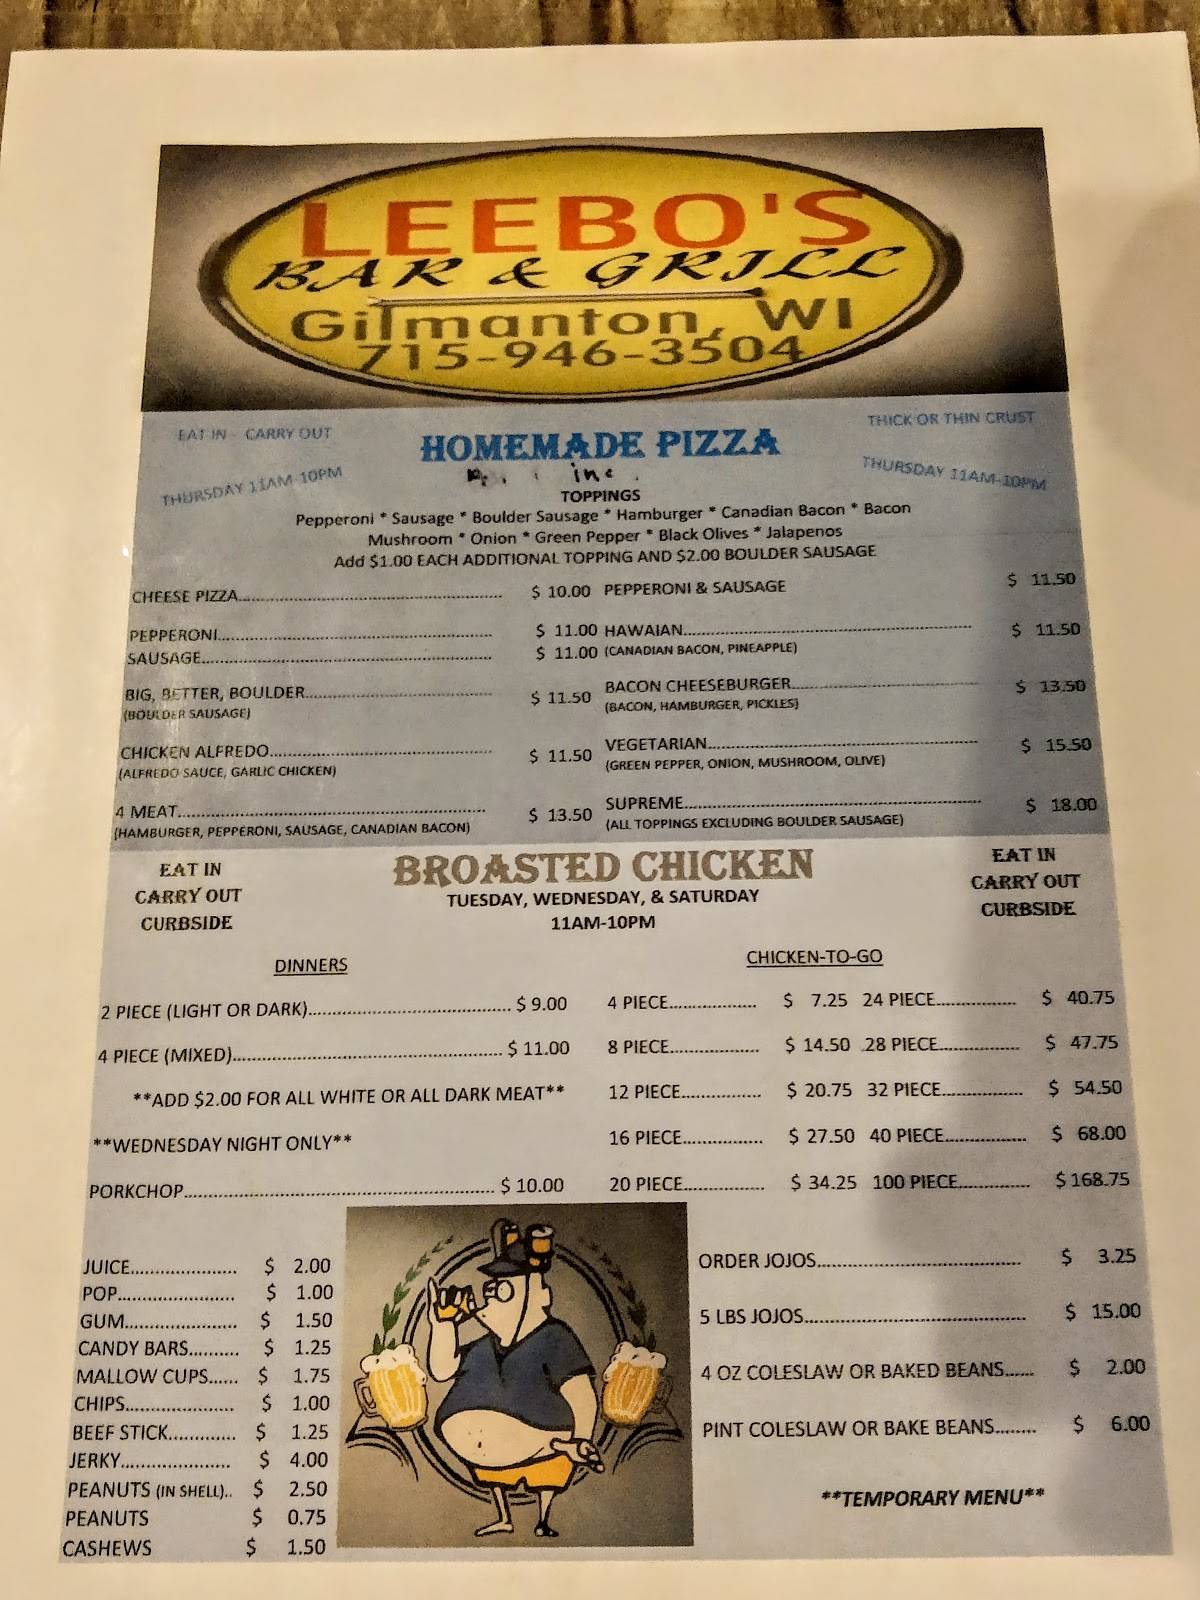 LEEBO'S
BAR & GRILL
Gilmanton, WI
715-946-3504
EAT IN - CARRY OUT
THURSDAY 11AM-10PM
HOMEMADE PIZZA
THICK OR THIN CRUST
THURSDAY 11AM-10PM
TOPPINGS
Pepperoni * Sausage * Boulder Sausage * Hamburger * Canadian Bacon * Bacon
Mushroom * Onion * Green Pepper * Black Olives * Jalapenos
Add $1.00 EACH ADDITIONAL TOPPING AND $2.00 BOULDER SAUSAGE
CHEESE PIZZA $ 10.00
PEPPERONI $ 11.00
SAUSAGE $ 11.00
BIG, BETTER, BOULDER $ 11.50
(BOULDER SAUSAGE)
CHICKEN ALFREDO $ 11.50
(ALFREDO SAUCE, GARLIC CHICKEN)
4 MEAT $ 13.50
(HAMBURGER, PEPPERONI, SAUSAGE, CANADIAN BACON)
PEPPERONI & SAUSAGE $ 11.50
HAWAIAN $ 11.50
(CANADIAN BACON, PINEAPPLE)
BACON CHEESEBURGER $ 13.50
(BACON, HAMBURGER, PICKLES)
VEGETARIAN $ 15.50
(GREEN PEPPER, ONION, MUSHROOM, OLIVE)
SUPREME $ 18.00
(ALL TOPPINGS EXCLUDING BOULDER SAUSAGE)
EAT IN
CARRY OUT
CURBSIDE
BROASTED CHICKEN
TUESDAY, WEDNESDAY, & SATURDAY
11AM-10PM
EAT IN
CARRY OUT
CURBSIDE
DINNERS
2 PIECE (LIGHT OR DARK) $ 9.00
4 PIECE (MIXED) $ 11.00
**ADD $2.00 FOR ALL WHITE OR ALL DARK MEAT**
**WEDNESDAY NIGHT ONLY**
PORKCHOP $ 10.00
CHICKEN-TO-GO
4 PIECE $ 7.25 24 PIECE $ 40.75
8 PIECE $ 14.50 28 PIECE $ 47.75
12 PIECE $ 20.75 32 PIECE $ 54.50
16 PIECE $ 27.50 40 PIECE $ 68.00
20 PIECE $ 34.25 100 PIECE $168.75
JUICE $ 2.00
POP $ 1.00
GUM $ 1.50
CANDY BARS $ 1.25
MALLOW CUPS $ 1.75
CHIPS $ 1.00
BEEF STICK $ 1.25
JERKY $ 4.00
PEANUTS (IN SHELL) $ 2.50
PEANUTS $ 0.75
CASHEWS $ 1.50
ORDER JOJOS $ 3.25
5 LBS JOJOS $ 15.00
4 OZ COLESLAW OR BAKED BEANS $ 2.00
PINT COLESLAW OR BAKE BEANS $ 6.00
**TEMPORARY MENU**